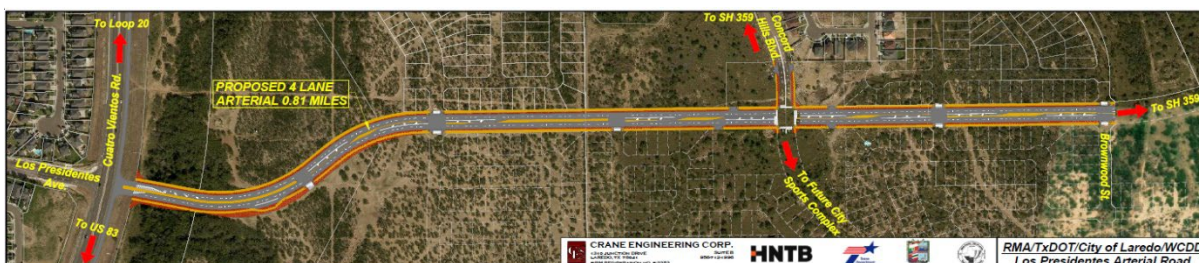 To Loop 20
Cuatro Vientos Rd.
PROPOSED 4 LANE
ARTERIAL 0.81 MILES
Los Presidentes
Ave.
To US 83
To SH 359
Concord
Hills Blvd.
To Future City
Sports Complex
To SH 359
Brownwood St.
CRANE ENGINEERING CORP.
HNTB
RMA/TxDOT/City of Laredo/WCDD
Los Presidentes Arterial Road